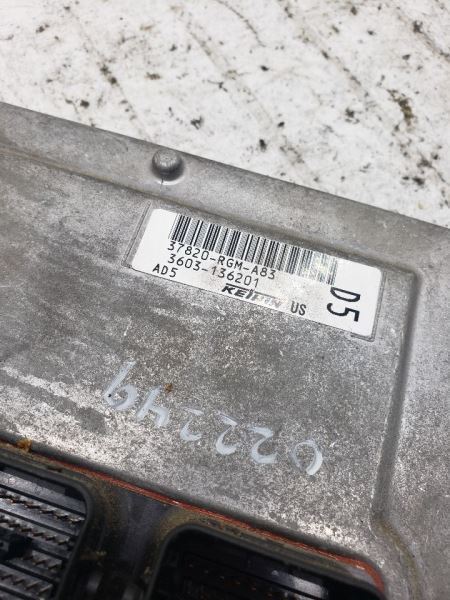 37820-RGM-A83
3603-136201
AD5
KEIHIN US
D5
022249